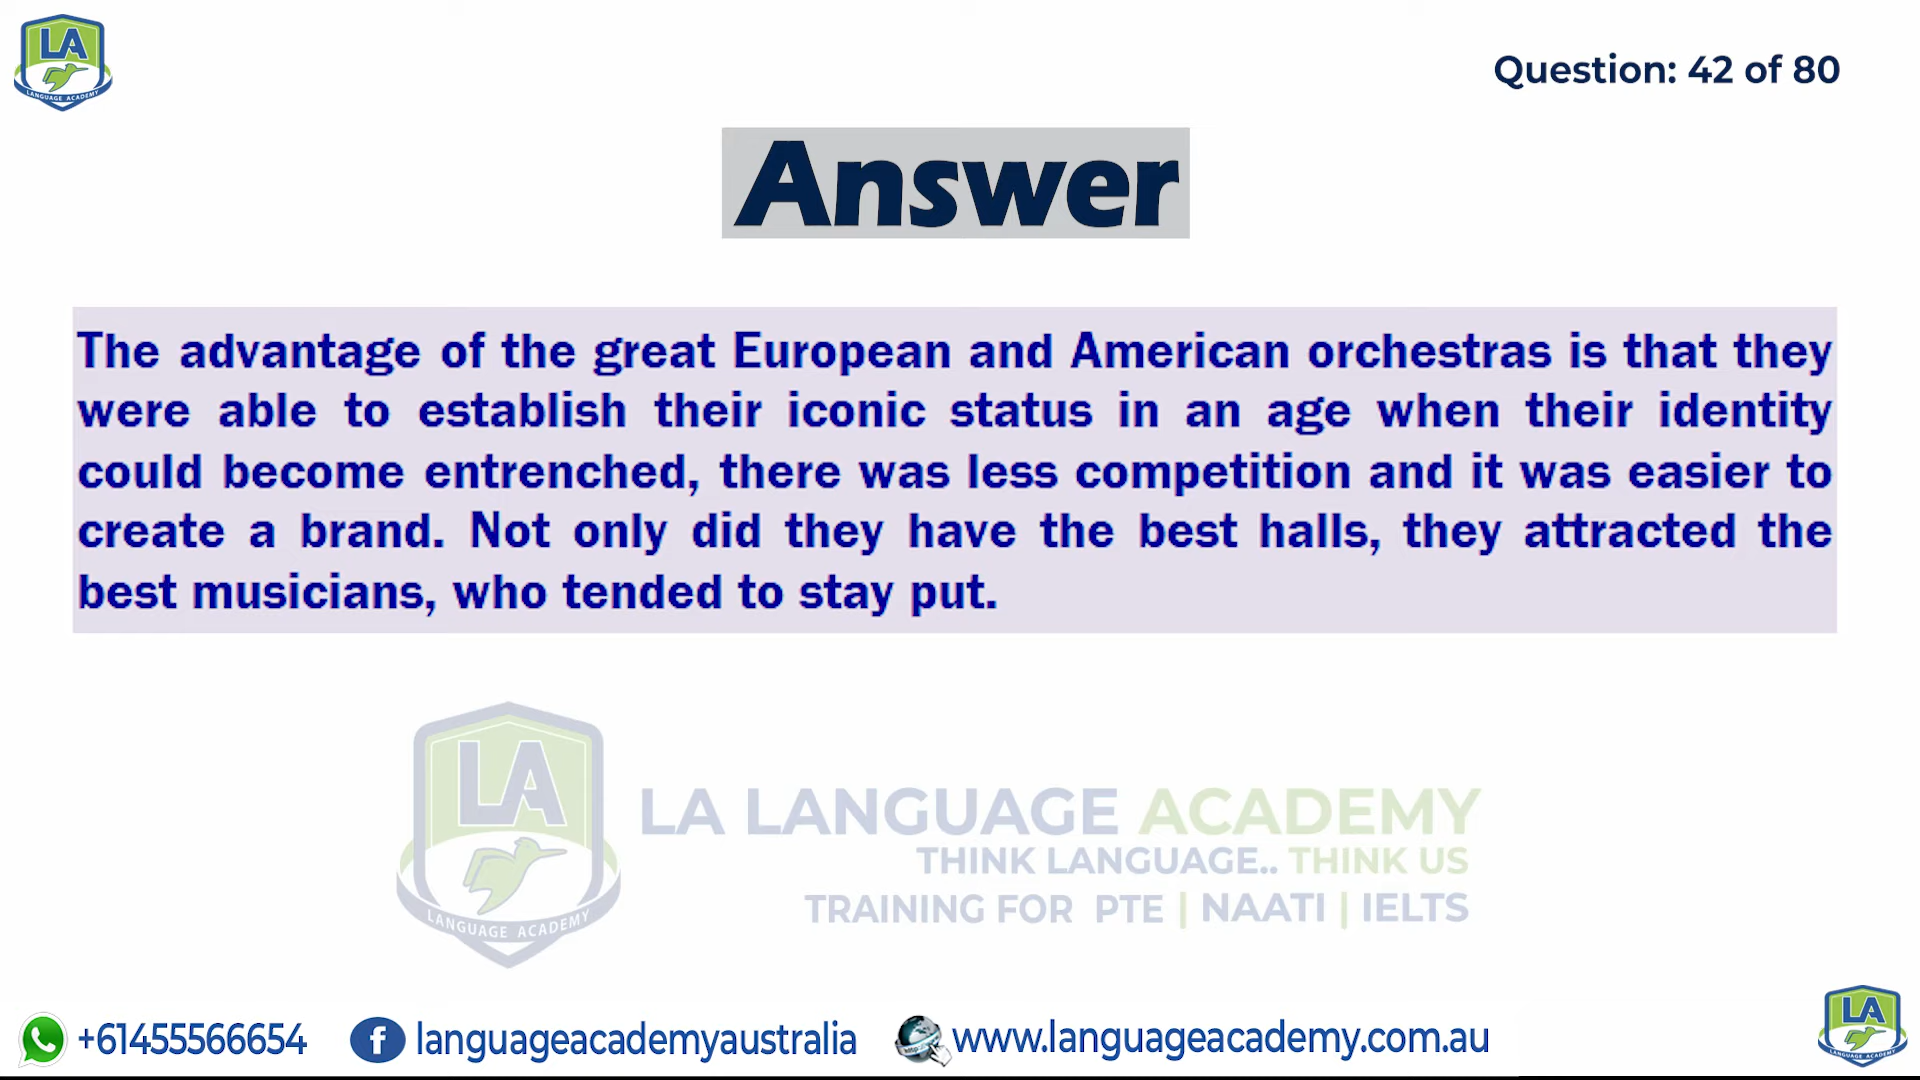 LA
LANGUAGE ACADEMY
Question: 42 of 80
Answer
The advantage of the great European and American orchestras is that they
were able to establish their iconic status in an age when their identity
could become entrenched, there was less competition and it was easier to
create a brand. Not only did they have the best halls, they attracted the
best musicians, who tended to stay put.
LA
LANGUAGE ACADEMY
LA LANGUAGE ACADEMY
THINK LANGUAGE.. THINK US
TRAINING FOR PTE | NAATI | IELTS
+61455566654
f languageacademyaustralia
http:// www.languageacademy.com.au
LA
LANGUAGE ACADEMY